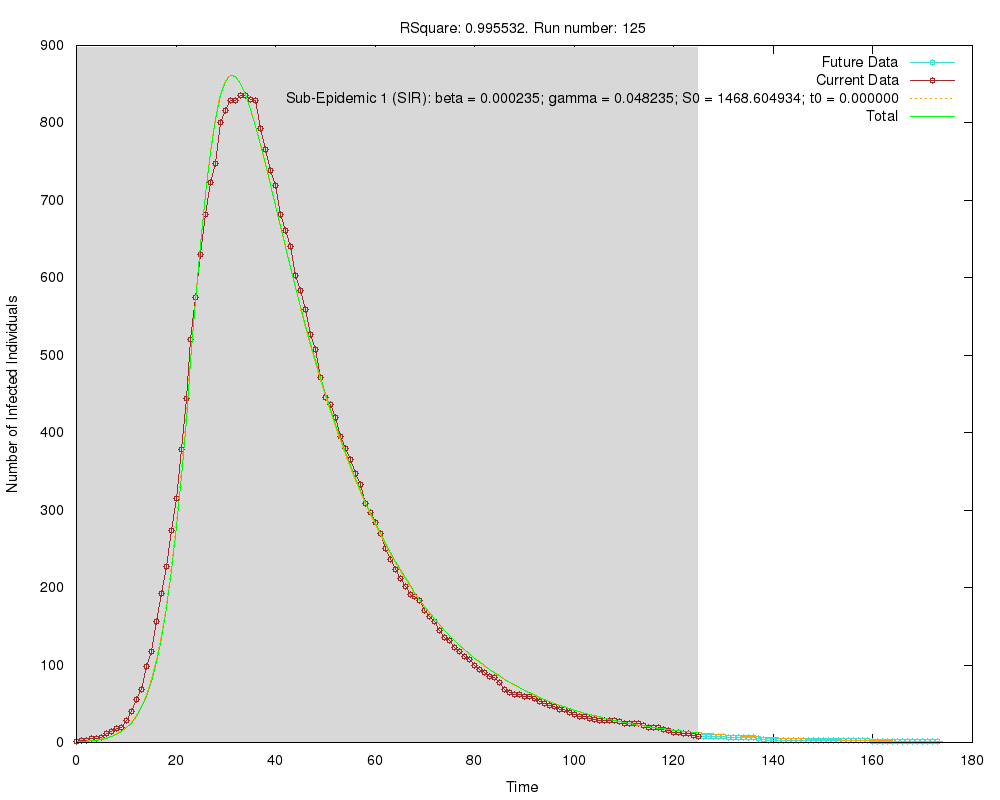 RSquare: 0.995532. Run number: 125
900
800
700
600
500
400
300
200
100
0
Number of Infected Individuals
Future Data
Current Data
Sub-Epidemic 1 (SIR): beta = 0.000235; gamma = 0.048235; S0 = 1468.604934; t0 = 0.000000
Total
0 20 40 60 80 100 120 140 160 180
Time